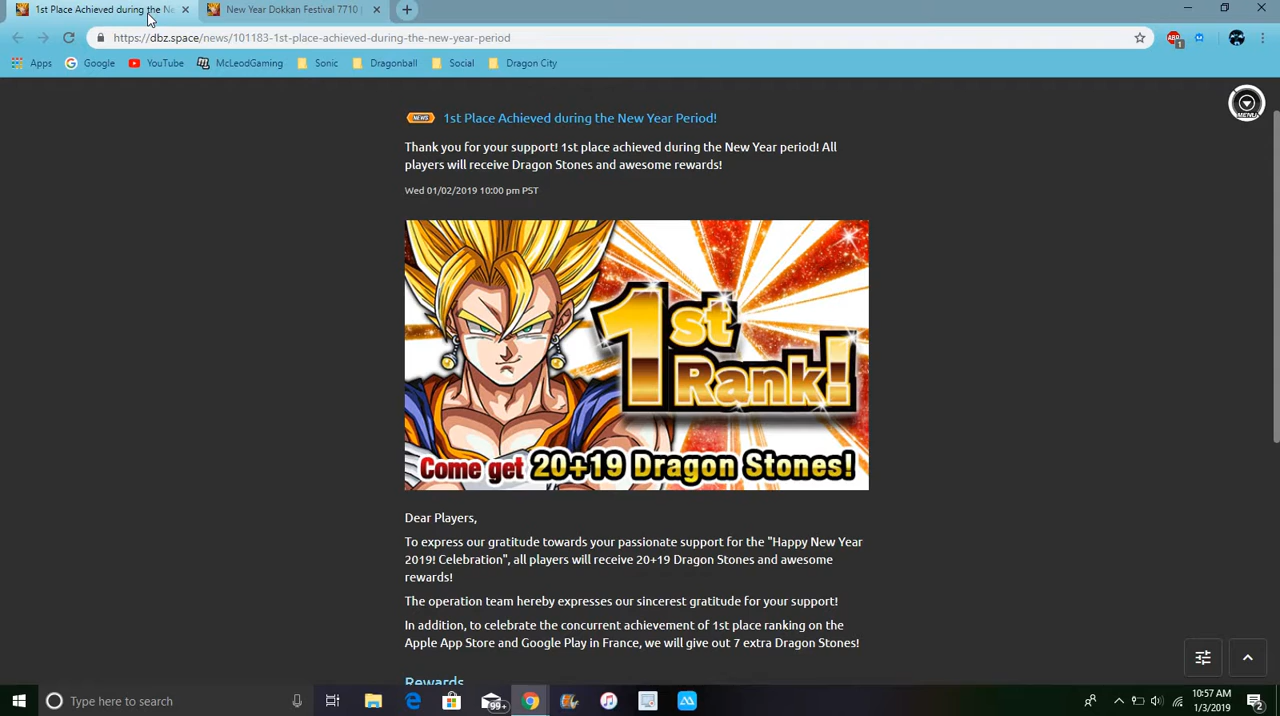 1st Place Achieved during the Ne
New Year Dokkan Festival 7710
https://dbz.space/news/101183-1st-place-achieved-during-the-new-year-period
ABP
1
Apps
Google
YouTube
McLeodGaming
Sonic
Dragonball
Social
Dragon City
MENU
NEWS
1st Place Achieved during the New Year Period!
Thank you for your support! 1st place achieved during the New Year period! All
players will receive Dragon Stones and awesome rewards!
Wed 01/02/2019 10:00 pm PST
1st
Rank!
Come get 20+19 Dragon Stones!
Dear Players,
To express our gratitude towards your passionate support for the "Happy New Year
2019! Celebration", all players will receive 20+19 Dragon Stones and awesome
rewards!
The operation team hereby expresses our sincerest gratitude for your support!
In addition, to celebrate the concurrent achievement of 1st place ranking on the
Apple App Store and Google Play in France, we will give out 7 extra Dragon Stones!
Rewards
Type here to search
99+
10:57 AM
1/3/2019
2